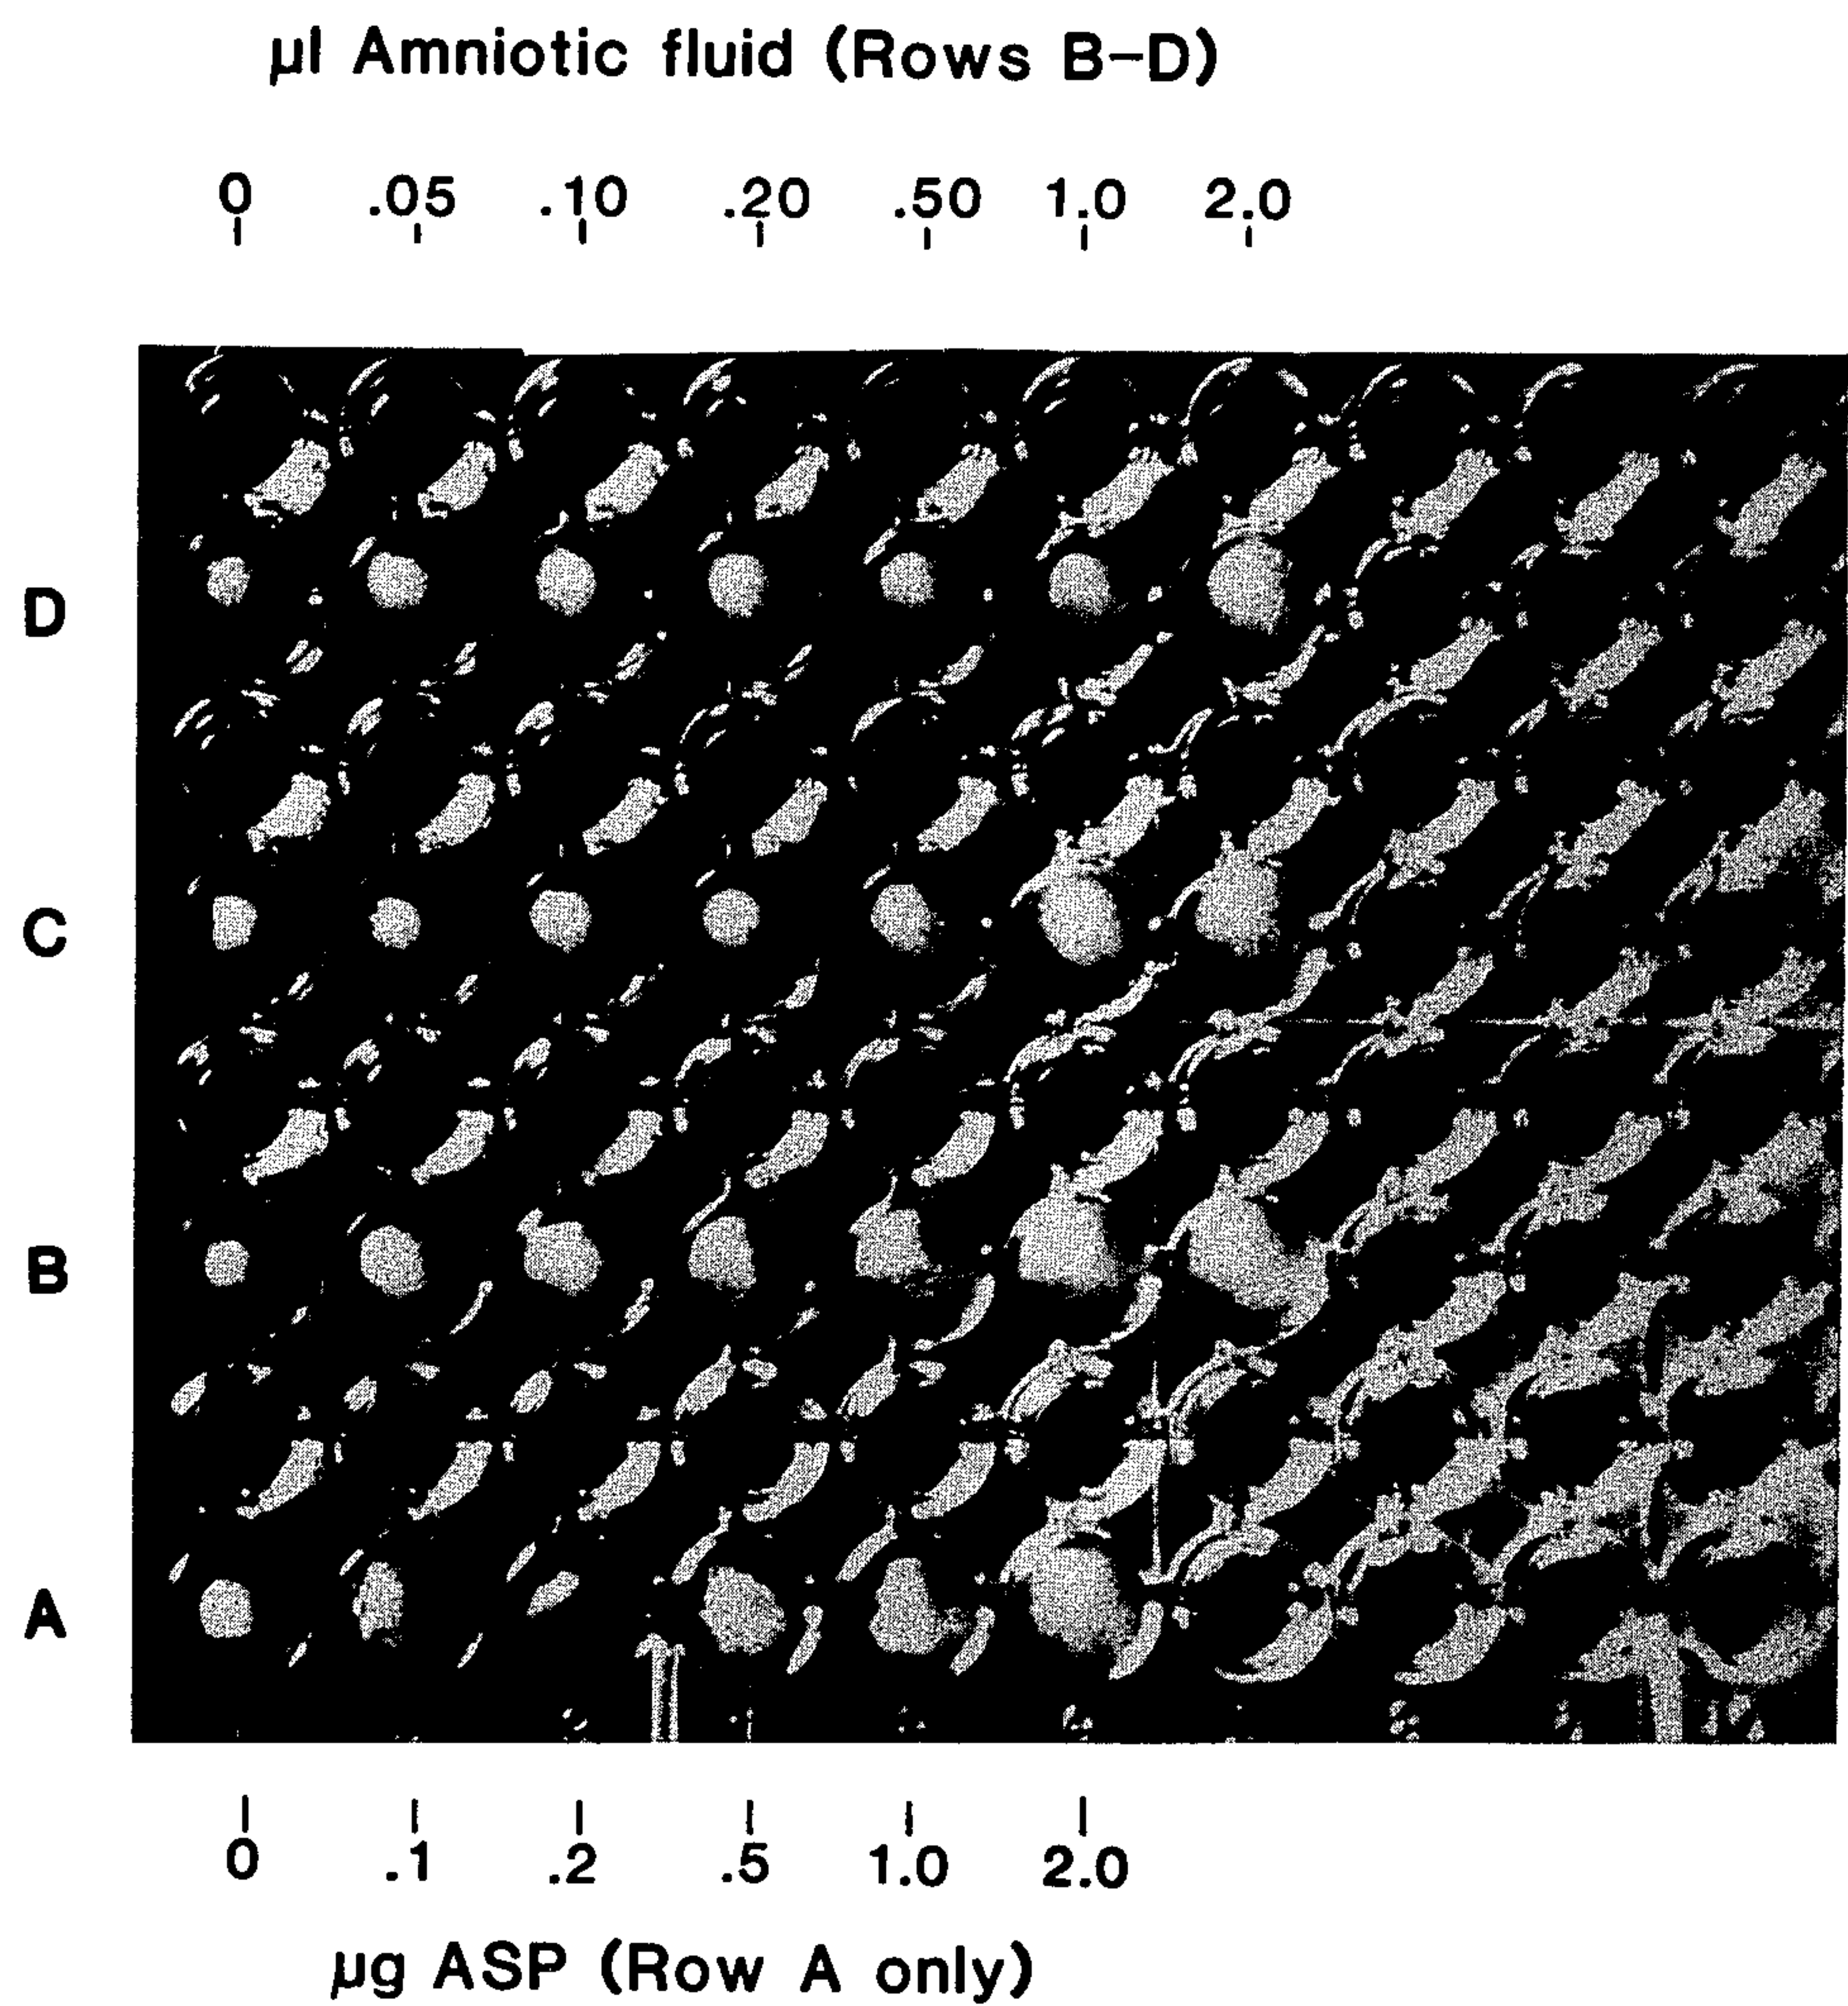 µl Amniotic fluid (Rows B-D)
0 .05 .10 .20 .50 1.0 2.0
D
C
B
A
0 .1 .2 .5 1.0 2.0
µg ASP (Row A only)